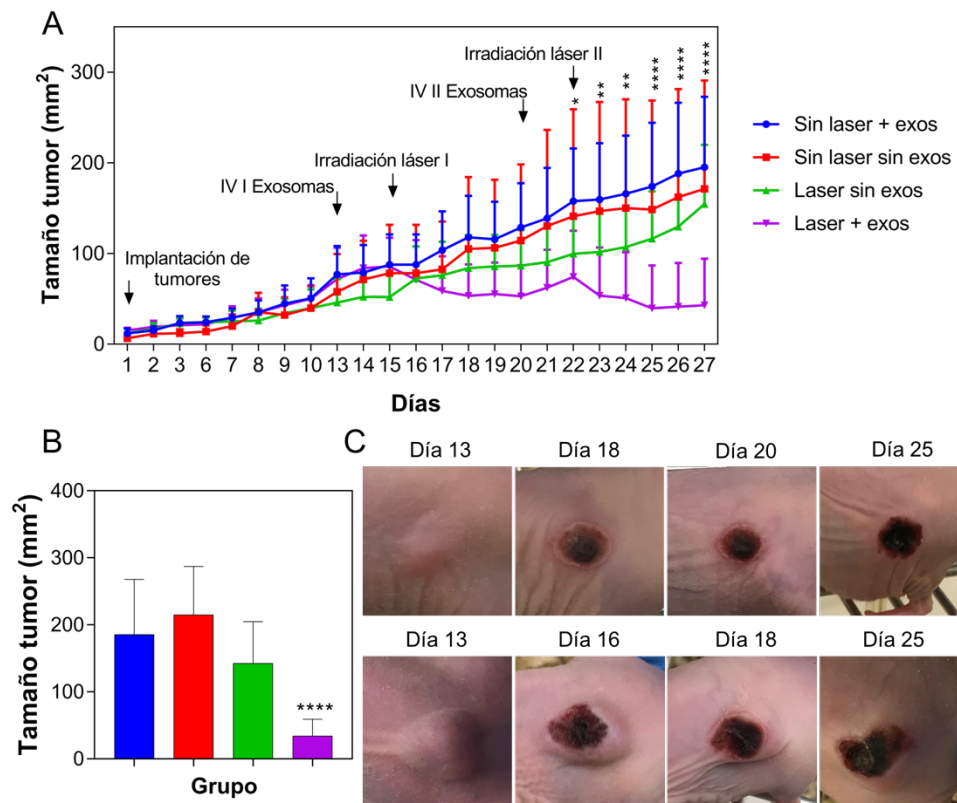 A
Tamaño tumor (mm²)
300
200
100
0
Implantación de
tumores
IV I Exosomas
Irradiación láser I
IV II Exosomas
Irradiación láser II
*
**
**
****
****
****
1 2 3 6 7 8 9 10 13 14 15 16 17 18 19 20 21 22 23 24 25 26 27
Días
Sin laser + exos
Sin laser sin exos
Laser sin exos
Laser + exos
B
Tamaño tumor (mm²)
400
300
200
100
0
****
Grupo
C
Día 13
Día 18
Día 20
Día 25
Día 13
Día 16
Día 18
Día 25